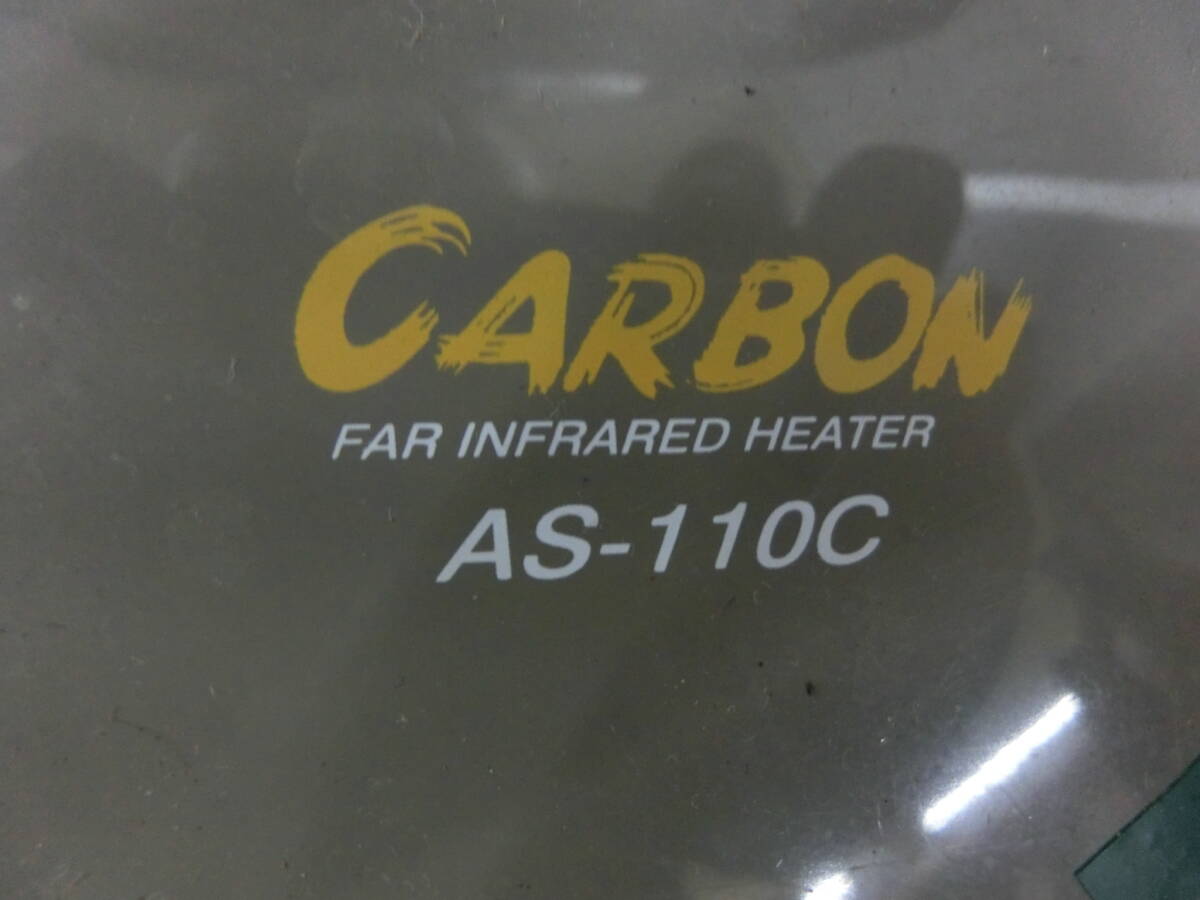 CARBON
FAR INFRARED HEATER
AS-110C